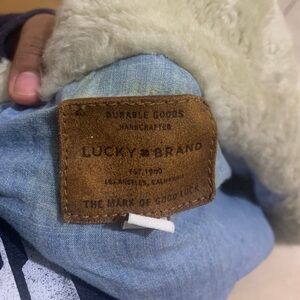 DURABLE GOODS
HANDCRAFTED
LUCKY BRAND
EST. 1990
LOS ANGELES, CALIFORNIA
THE MARK OF GOOD LUCK